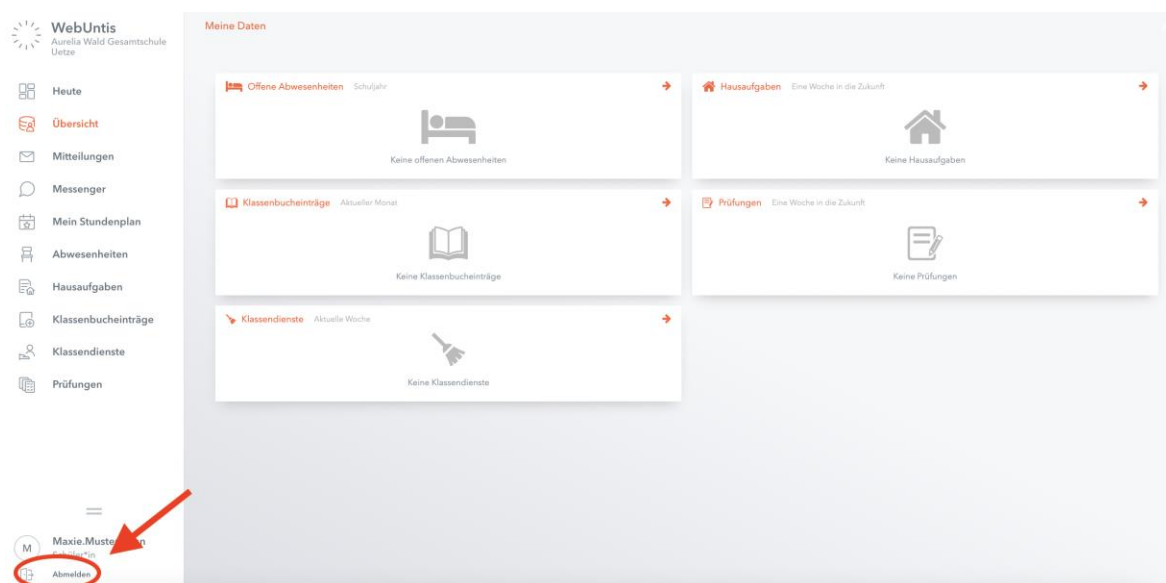 WebUntis
Aurelia Wald Gesamtschule
Uetze
Heute
Übersicht
Mitteilungen
Messenger
Mein Stundenplan
Abwesenheiten
Hausaufgaben
Klassenbucheinträge
Klassendienste
Prüfungen
M
Abmelden
Meine Daten
Offene Abwesenheiten Schuljahr
Keine offenen Abwesenheiten
Hausaufgaben Eine Woche in die Zukunft
Keine Hausaufgaben
Klassenbucheinträge Aktueller Monat
Keine Klassenbucheinträge
Prüfungen Eine Woche in die Zukunft
Keine Prüfungen
Klassendienste Aktuelle Woche
Keine Klassendienste